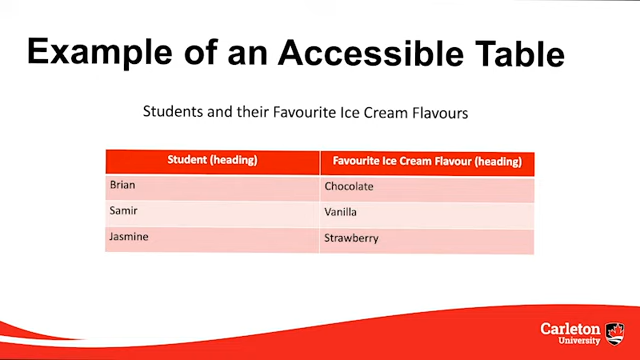 Example of an Accessible Table
Students and their Favourite Ice Cream Flavours
Student (heading) Favourite Ice Cream Flavour (heading)
Brian Chocolate
Samir Vanilla
Jasmine Strawberry
Carleton
University